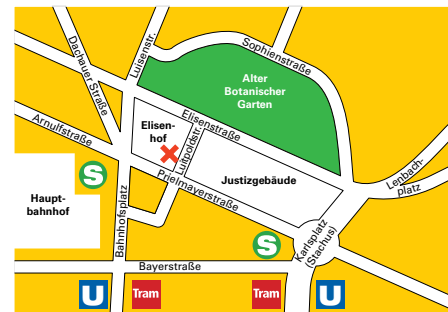 Sophienstraße
Luisenstr.
Dachauer Straße
Alter
Botanischer
Garten
Elisenstraße
Arnulfstraße
Elisen-
hof
Luitpoldstr.
Lenbach-
platz
Justizgebäude
Prielmayerstraße
S
Haupt-
bahnhof
Bahnhofsplatz
Karlsplatz
(Stachus)
S
Bayerstraße
U
Tram
Tram
U